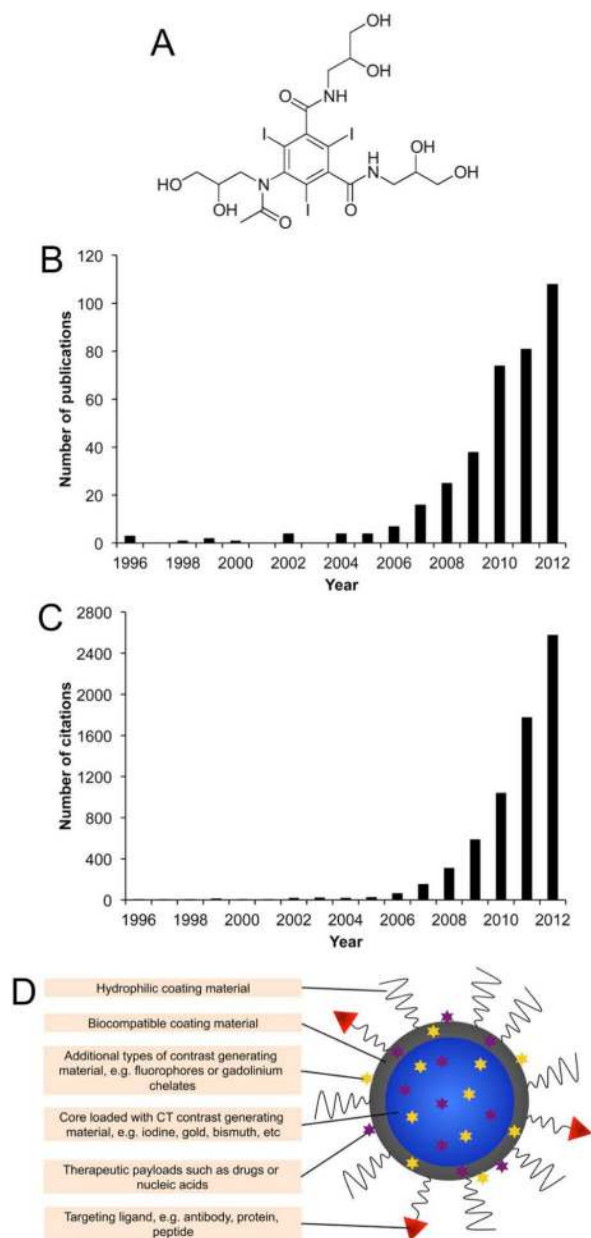 A
OH
OH
O
NH
I
I
H
N
OH
OH
O
HO
OH
N
I
O
B
Number of publications
120
100
80
60
40
20
0
1996 1998 2000 2002 2004 2006 2008 2010 2012
Year
C
Number of citations
2800
2400
2000
1600
1200
800
400
0
1996 1998 2000 2002 2004 2006 2008 2010 2012
Year
D
Hydrophilic coating material
Biocompatible coating material
Additional types of contrast generating
material, e.g. fluorophores or gadolinium
chelates
Core loaded with CT contrast generating
material, e.g. iodine, gold, bismuth, etc
Therapeutic payloads such as drugs or
nucleic acids
Targeting ligand, e.g. antibody, protein,
peptide